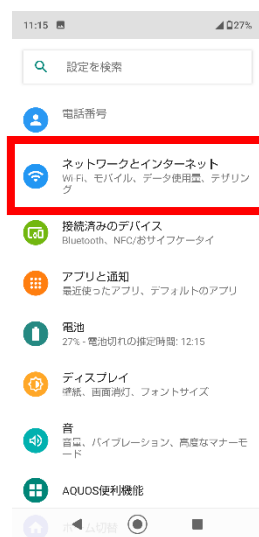 11:15 27%
設定を検索
電話番号
ネットワークとインターネット
Wi-Fi、モバイル、データ使用量、テザリン
グ
接続済みのデバイス
Bluetooth、NFC/おサイフケータイ
アプリと通知
最近使ったアプリ、デフォルトのアプリ
電池
27% - 電池切れの推定時間: 12:15
ディスプレイ
壁紙、画面消灯、フォントサイズ
音
音量、バイブレーション、高度なマナーモ
ード
AQUOS便利機能
ホーム切替